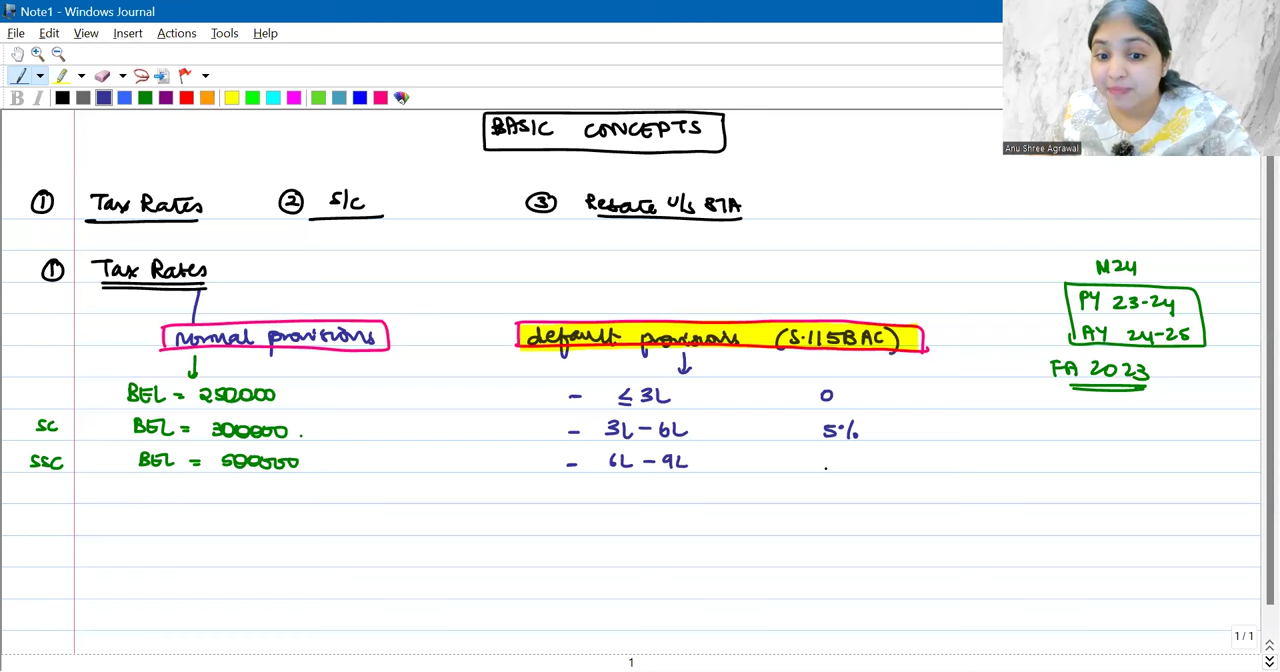 Note1 - Windows Journal
File Edit View Insert Actions Tools Help
B I
BASIC CONCEPTS
Anu Shree Agrawal
① Tax Rates ② S/C ③ Rebate U/s 87A
① Tax Rates
M24
PY 23-24
AY 24-25
FA 2023
normal provisions default provisions (S.115BAC)
BEL = 250000 - ≤ 3L 0
SC BEL = 300000 . - 3L - 6L 5%
SSC BEL = 500000 - 6L - 9L
1 / 1
1